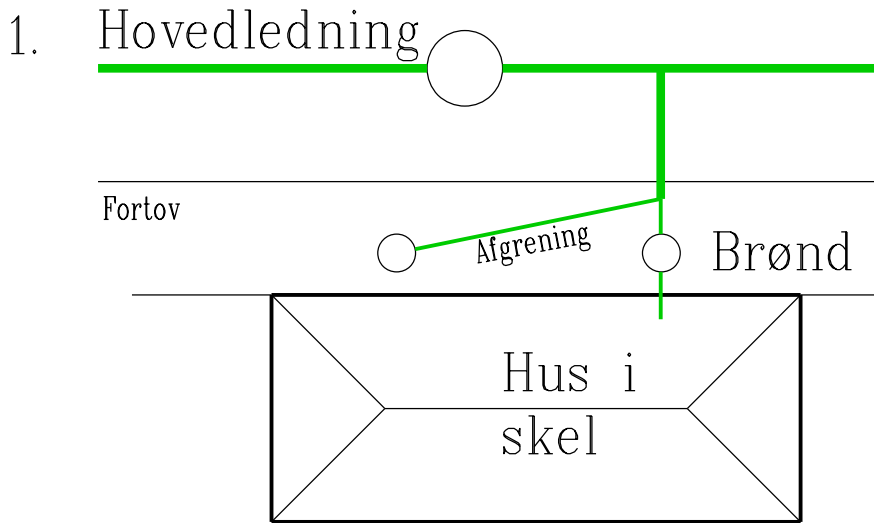 1. Hovedledning
Fortov
Afgrening
Brønd
Hus i
skel